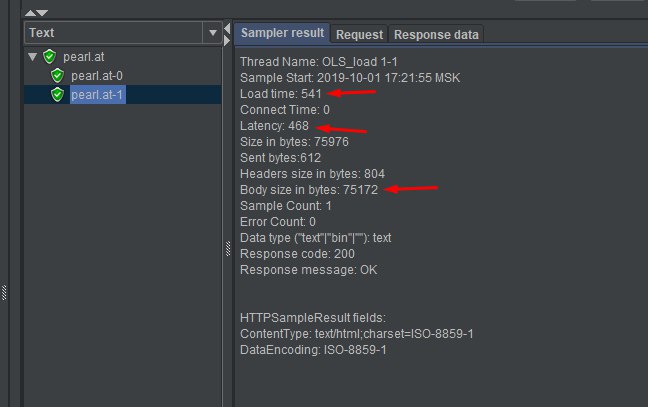 Text
pearl.at
pearl.at-0
pearl.at-1
Sampler result
Request
Response data
Thread Name: OLS_load 1-1
Sample Start: 2019-10-01 17:21:55 MSK
Load time: 541
Connect Time: 0
Latency: 468
Size in bytes: 75976
Sent bytes:612
Headers size in bytes: 804
Body size in bytes: 75172
Sample Count: 1
Error Count: 0
Data type ("text"|"bin"|""): text
Response code: 200
Response message: OK
HTTPSampleResult fields:
ContentType: text/html;charset=ISO-8859-1
DataEncoding: ISO-8859-1